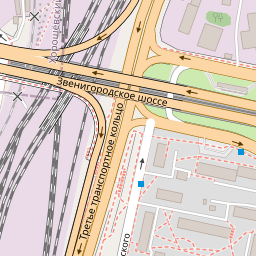 Хорошёвский
Звенигородское шоссе
Третье транспортное кольцо
ского